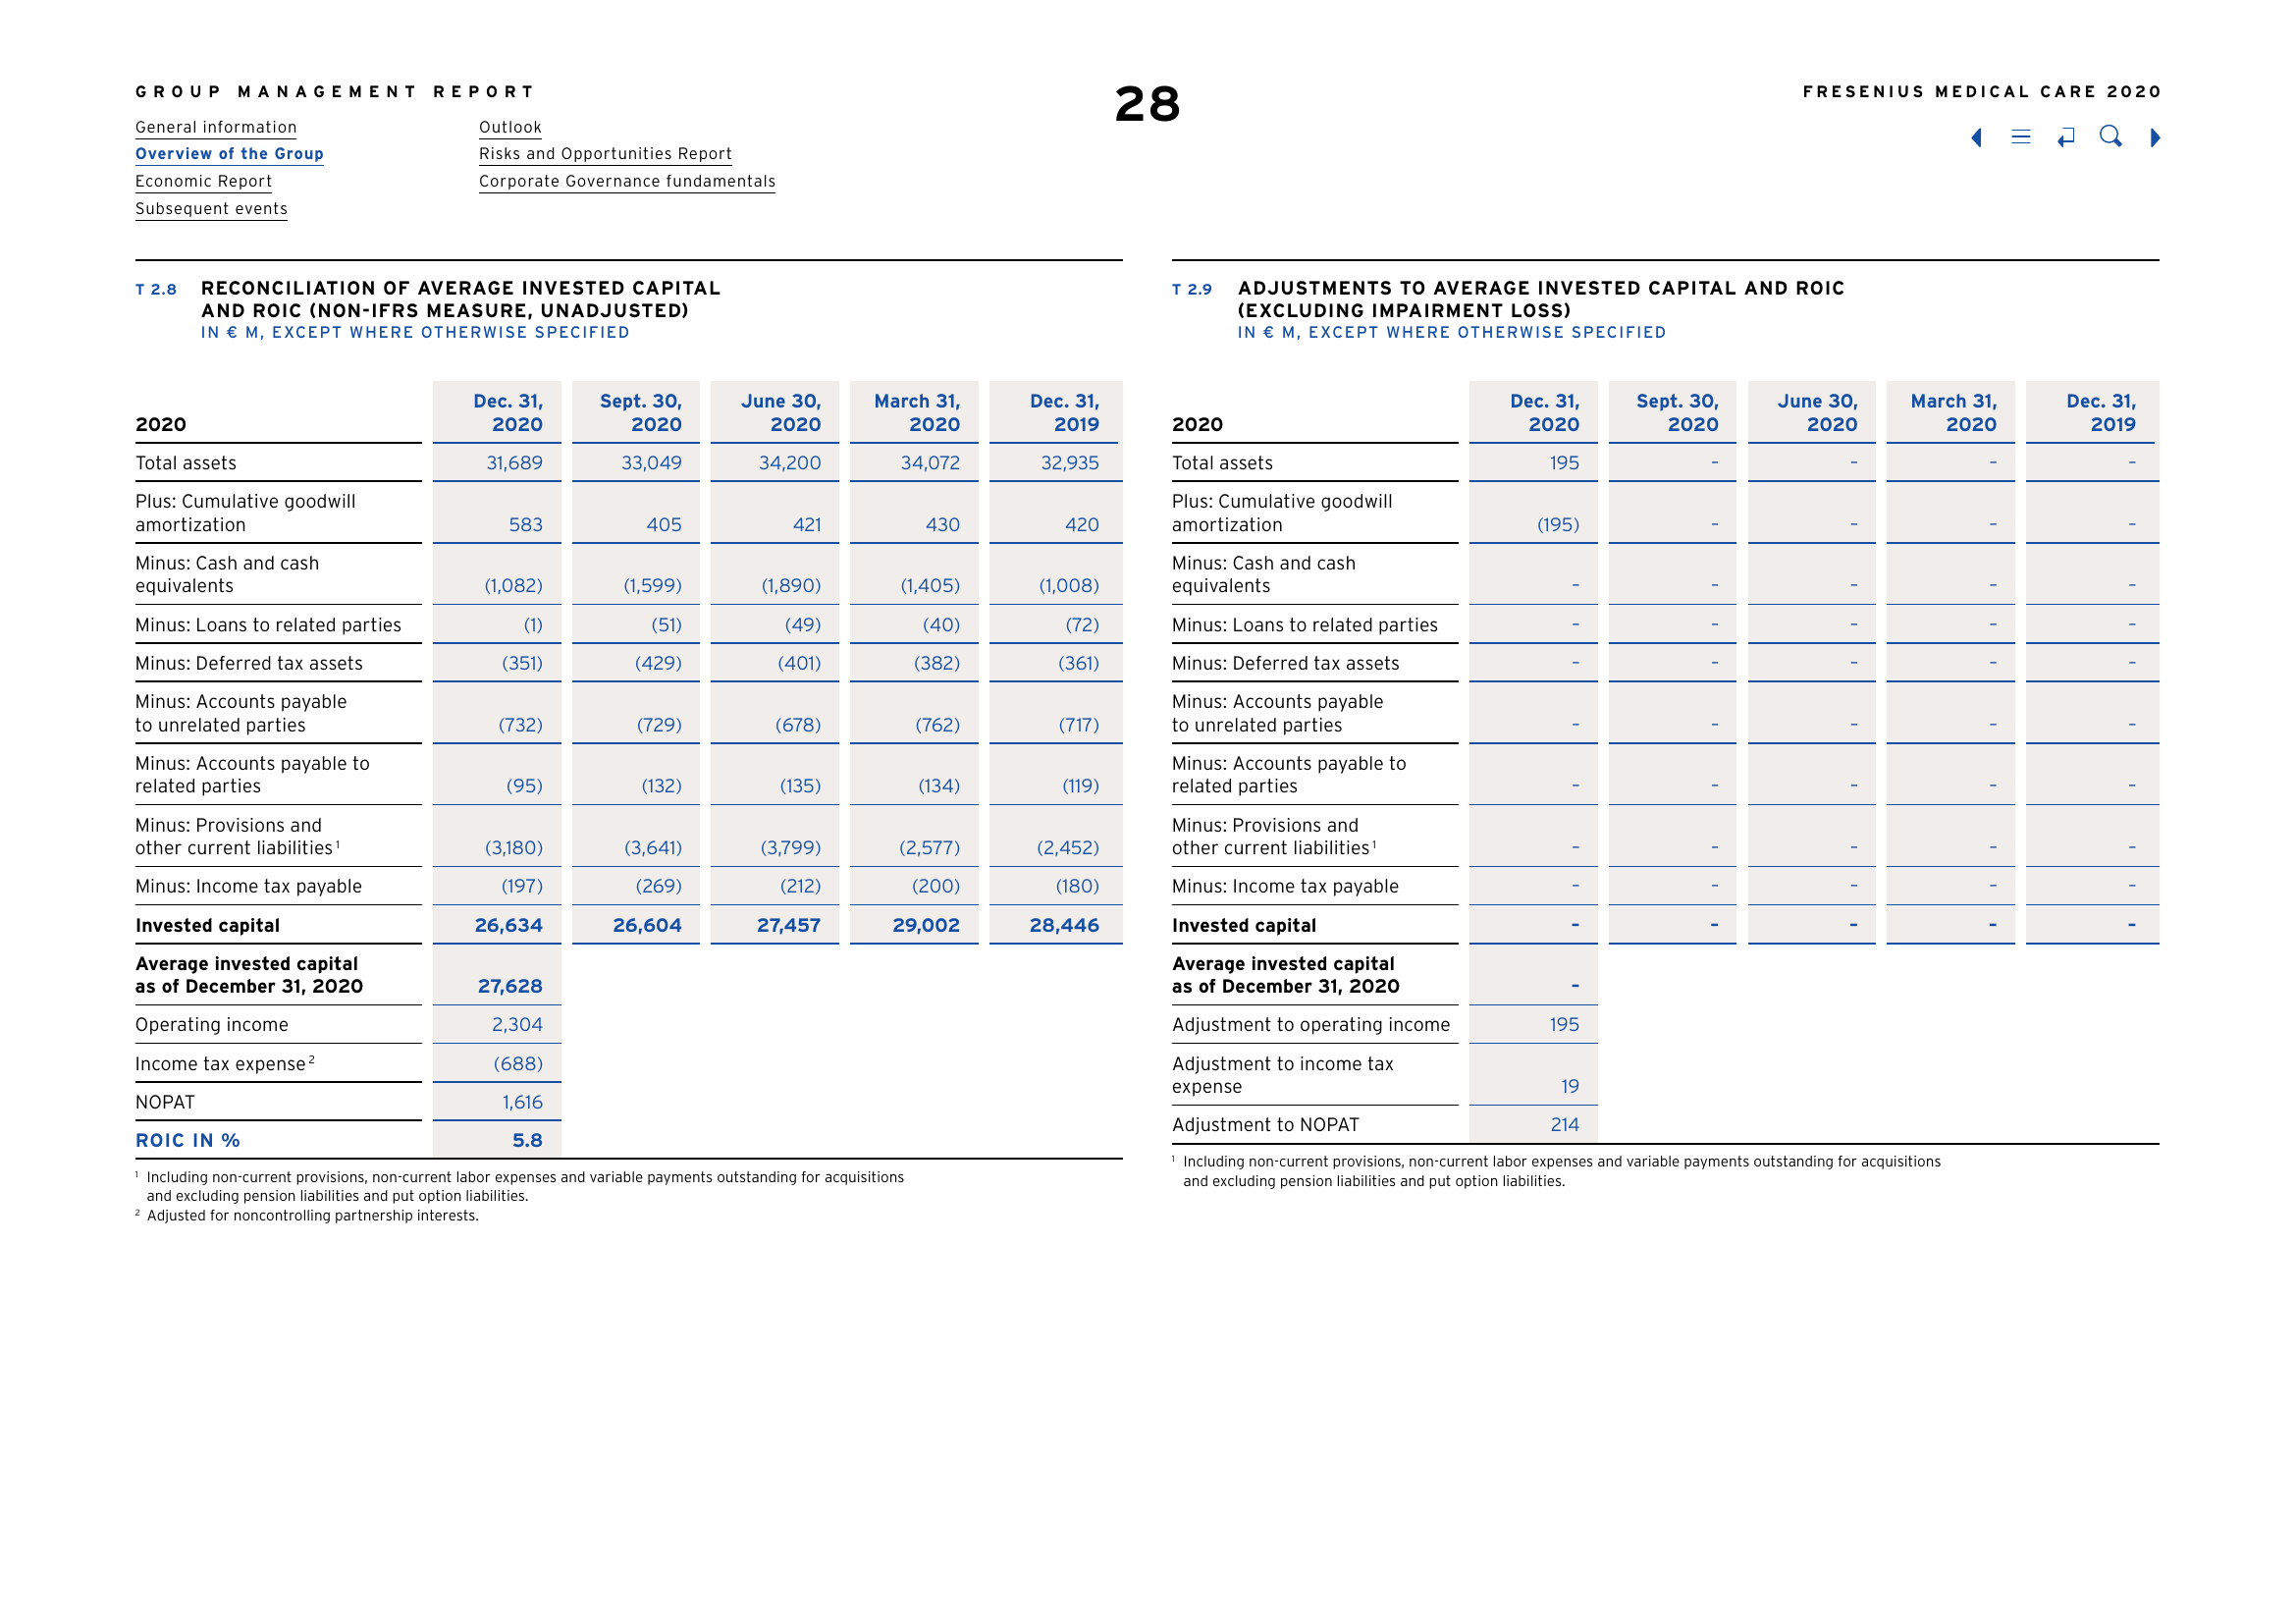 GROUP MANAGEMENT REPORT
General information
Overview of the Group
Economic Report
Subsequent events
Outlook
Risks and Opportunities Report
Corporate Governance fundamentals
28
FRESENIUS MEDICAL CARE 2020
T 2.8 RECONCILIATION OF AVERAGE INVESTED CAPITAL
AND ROIC (NON-IFRS MEASURE, UNADJUSTED)
IN € M, EXCEPT WHERE OTHERWISE SPECIFIED
Dec. 31, Sept. 30, June 30, March 31, Dec. 31,
2020 2020 2020 2020 2020 2019
Total assets 31,689 33,049 34,200 34,072 32,935
Plus: Cumulative goodwill
amortization 583 405 421 430 420
Minus: Cash and cash
equivalents (1,082) (1,599) (1,890) (1,405) (1,008)
Minus: Loans to related parties (1) (51) (49) (40) (72)
Minus: Deferred tax assets (351) (429) (401) (382) (361)
Minus: Accounts payable
to unrelated parties (732) (729) (678) (762) (717)
Minus: Accounts payable to
related parties (95) (132) (135) (134) (119)
Minus: Provisions and
other current liabilities ¹ (3,180) (3,641) (3,799) (2,577) (2,452)
Minus: Income tax payable (197) (269) (212) (200) (180)
Invested capital 26,634 26,604 27,457 29,002 28,446
Average invested capital
as of December 31, 2020 27,628
Operating income 2,304
Income tax expense ² (688)
NOPAT 1,616
ROIC IN % 5.8
¹ Including non-current provisions, non-current labor expenses and variable payments outstanding for acquisitions
and excluding pension liabilities and put option liabilities.
² Adjusted for noncontrolling partnership interests.
T 2.9 ADJUSTMENTS TO AVERAGE INVESTED CAPITAL AND ROIC
(EXCLUDING IMPAIRMENT LOSS)
IN € M, EXCEPT WHERE OTHERWISE SPECIFIED
Dec. 31, Sept. 30, June 30, March 31, Dec. 31,
2020 2020 2020 2020 2020 2019
Total assets 195 – – – –
Plus: Cumulative goodwill
amortization (195) – – – –
Minus: Cash and cash
equivalents – – – – –
Minus: Loans to related parties – – – – –
Minus: Deferred tax assets – – – – –
Minus: Accounts payable
to unrelated parties – – – – –
Minus: Accounts payable to
related parties – – – – –
Minus: Provisions and
other current liabilities ¹ – – – – –
Minus: Income tax payable – – – – –
Invested capital – – – – –
Average invested capital
as of December 31, 2020 –
Adjustment to operating income 195
Adjustment to income tax
expense 19
Adjustment to NOPAT 214
¹ Including non-current provisions, non-current labor expenses and variable payments outstanding for acquisitions
and excluding pension liabilities and put option liabilities.